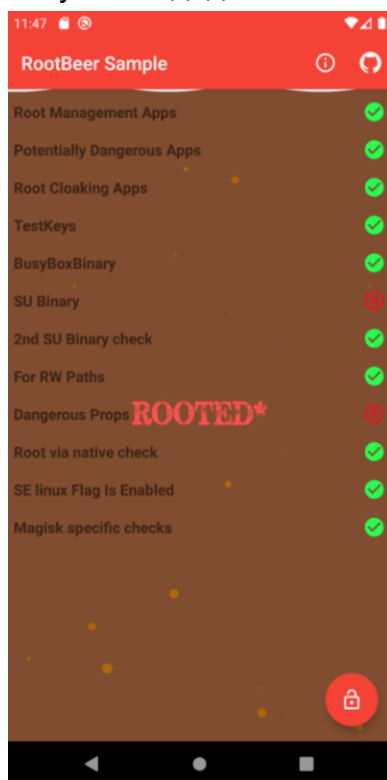 11:47
RootBeer Sample
Root Management Apps
Potentially Dangerous Apps
Root Cloaking Apps
TestKeys
BusyBoxBinary
SU Binary
2nd SU Binary check
For RW Paths
Dangerous Props ROOTED*
Root via native check
SE linux Flag Is Enabled
Magisk specific checks